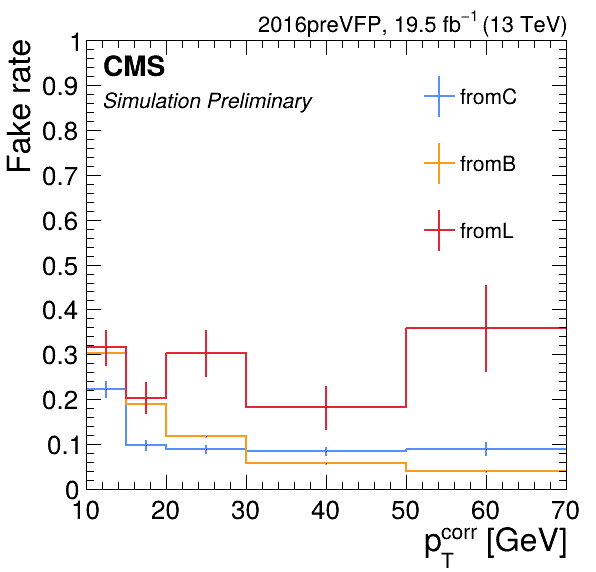 2016preVFP, 19.5 fb⁻¹ (13 TeV)
CMS
Simulation Preliminary
fromC
fromB
fromL
Fake rate
1
0.9
0.8
0.7
0.6
0.5
0.4
0.3
0.2
0.1
0
10 20 30 40 50 60 70
p_T^corr [GeV]